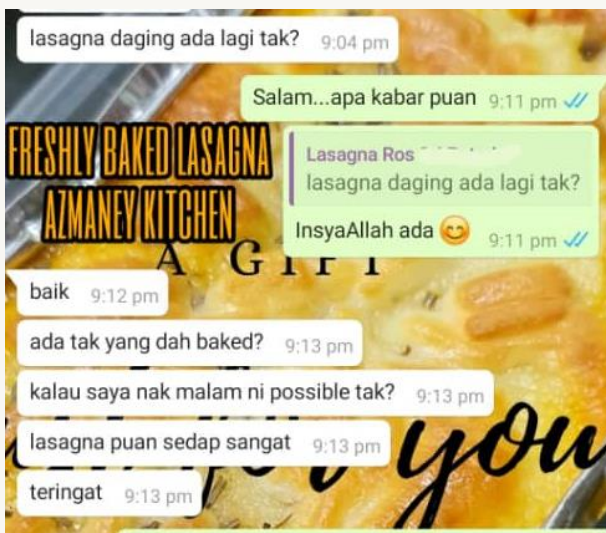 lasagna daging ada lagi tak? 9:04 pm
Salam...apa kabar puan 9:11 pm
FRESHLY BAKED LASAGNA
AZMANEY KITCHEN
Lasagna Ros
lasagna daging ada lagi tak?
InsyaAllah ada 😊 9:11 pm
A GIFT
baik 9:12 pm
ada tak yang dah baked? 9:13 pm
kalau saya nak malam ni possible tak? 9:13 pm
lasagna puan sedap sangat 9:13 pm
you
teringat 9:13 pm